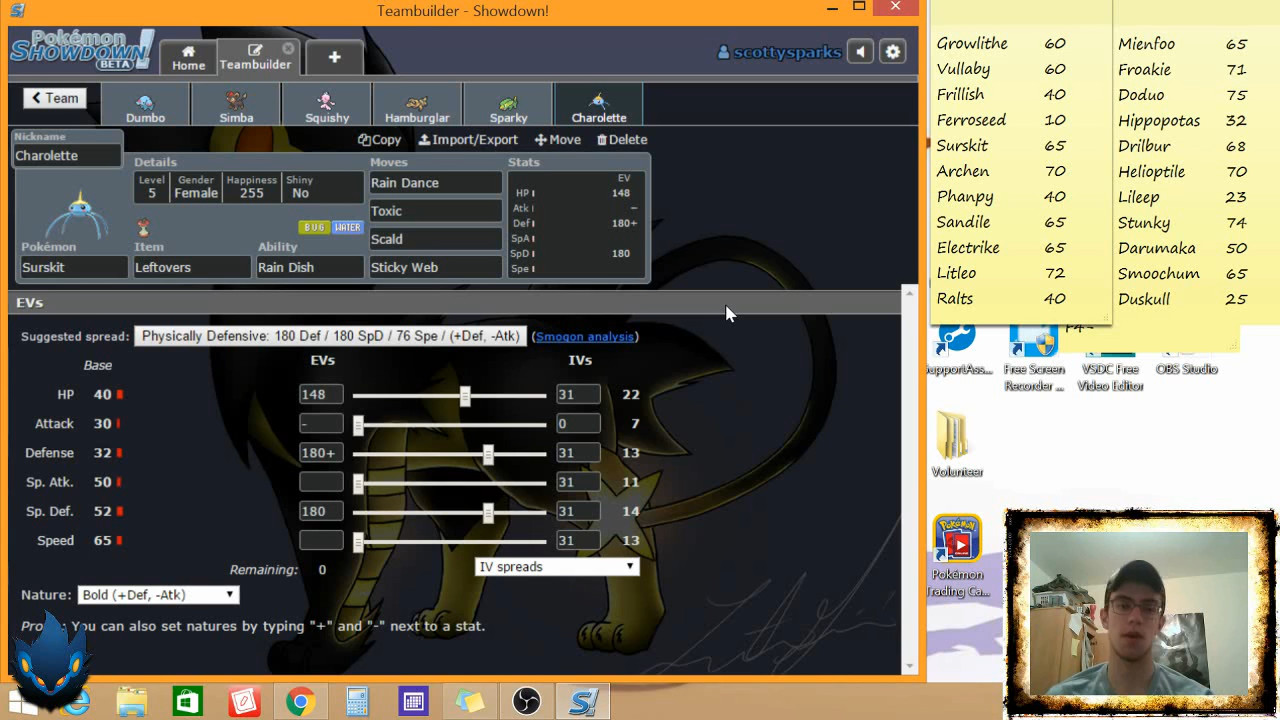 Teambuilder - Showdown!
Pokémon
SHOWDOWN!
BETA
Home
Teambuilder
scottysparks
< Team
Dumbo
Simba
Squishy
Hamburglar
Sparky
Charolette
Copy
Import/Export
Move
Delete
Nickname
Charolette
Details
Level
5
Gender
Female
Happiness
255
Shiny
No
BUG
WATER
Pokémon
Surskit
Item
Leftovers
Ability
Rain Dish
Moves
Rain Dance
Toxic
Scald
Sticky Web
Stats
EV
HP 148
Atk –
Def 180+
SpA
SpD 180
Spe
EVs
Suggested spread: Physically Defensive: 180 Def / 180 SpD / 76 Spe / (+Def, -Atk) (Smogon analysis)
Base EVs IVs
HP 40 148 31 22
Attack 30 - 0 7
Defense 32 180+ 31 13
Sp. Atk. 50 31 11
Sp. Def. 52 180 31 14
Speed 65 31 13
Remaining: 0
IV spreads
Nature: Bold (+Def, -Atk)
You can also set natures by typing "+" and "-" next to a stat.
Growlithe 60
Vullaby 60
Frillish 40
Ferroseed 10
Surskit 65
Archen 70
Phanpy 40
Sandile 65
Electrike 65
Litleo 72
Ralts 40
Mienfoo 65
Froakie 71
Doduo 75
Hippopotas 32
Drilbur 68
Helioptile 70
Lileep 23
Stunky 74
Darumaka 50
Smoochum 65
Duskull 25
upportAss...
Free Screen
Recorder ...
VSDC Free
Video Editor
OBS Studio
Volunteer
Pokémon
Trading Ca...